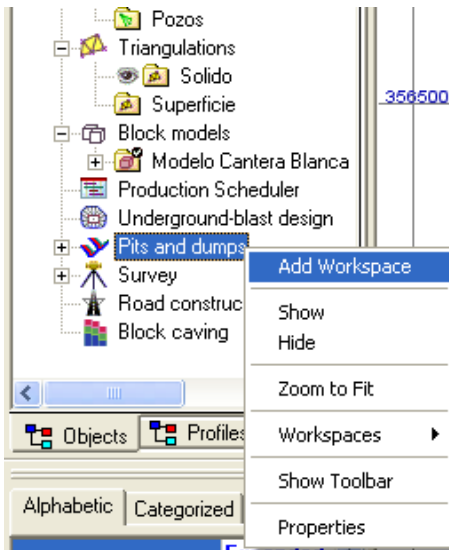 Pozos
Triangulations
Solido
Superficie
356500
Block models
Modelo Cantera Blanca
Production Scheduler
Underground-blast design
Pits and dumps
Add Workspace
Survey
Road construc
Show
Block caving
Hide
Zoom to Fit
Objects
Profiles
Workspaces
Show Toolbar
Alphabetic
Categorized
Properties